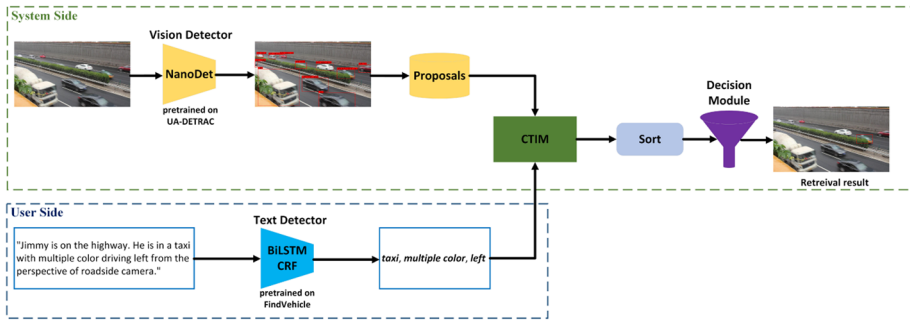 System Side
Vision Detector
NanoDet
pretrained on
UA-DETRAC
Proposals
CTIM
Sort
Decision
Module
Retreival result
User Side
"Jimmy is on the highway. He is in a taxi
with multiple color driving left from the
perspective of roadside camera."
Text Detector
BiLSTM
CRF
pretrained on
FindVehicle
taxi, multiple color, left